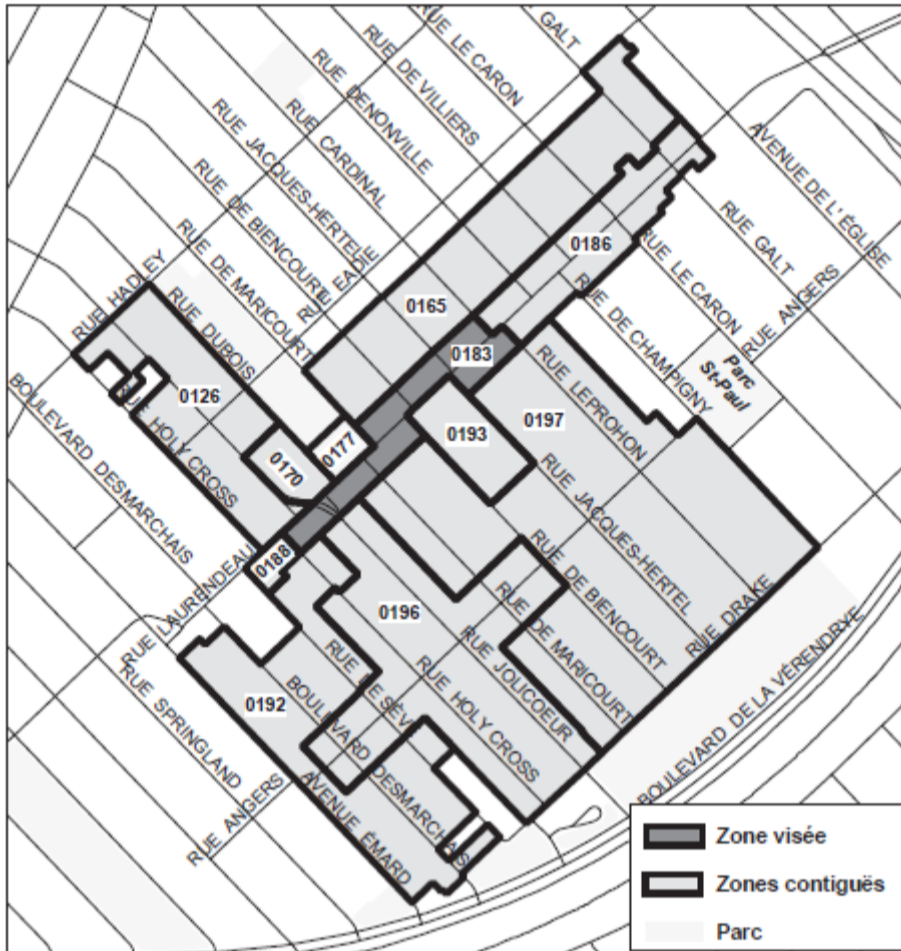 GALT
RUE LE CARON
RUE DE VILLIERS
RUE DENONVILLE
RUE CARDINAL
RUE JACQUES-HERTEL
RUE DE BIENCOURT
RUE DE MARICOURT
RUE EADIE
AVENUE DE L'ÉGLISE
RUE GALT
RUE LE CARON
RUE ANGERS
RUE DE CHAMPIGNY
Parc
St-Paul
RUE HADLEY
RUE DUBOIS
0165
0186
0183
0126
0177
0170
0193
0197
RUE LEPROHON
RUE HOLY CROSS
BOULEVARD DESMARCHAIS
RUE JACQUES-HERTEL
RUE DE BIENCOURT
RUE DRAKE
0188
RUE LAURENDEAU
0196
RUE DE MARICOURT
RUE JOLICOEUR
RUE HOLY CROSS
RUE DE SÈVE
0192
BOULEVARD DESMARCHAIS
RUE SPRINGLAND
RUE ANGERS
AVENUE ÉMARD
BOULEVARD DE LA VÉRENDRYE
Zone visée
Zones contiguës
Parc